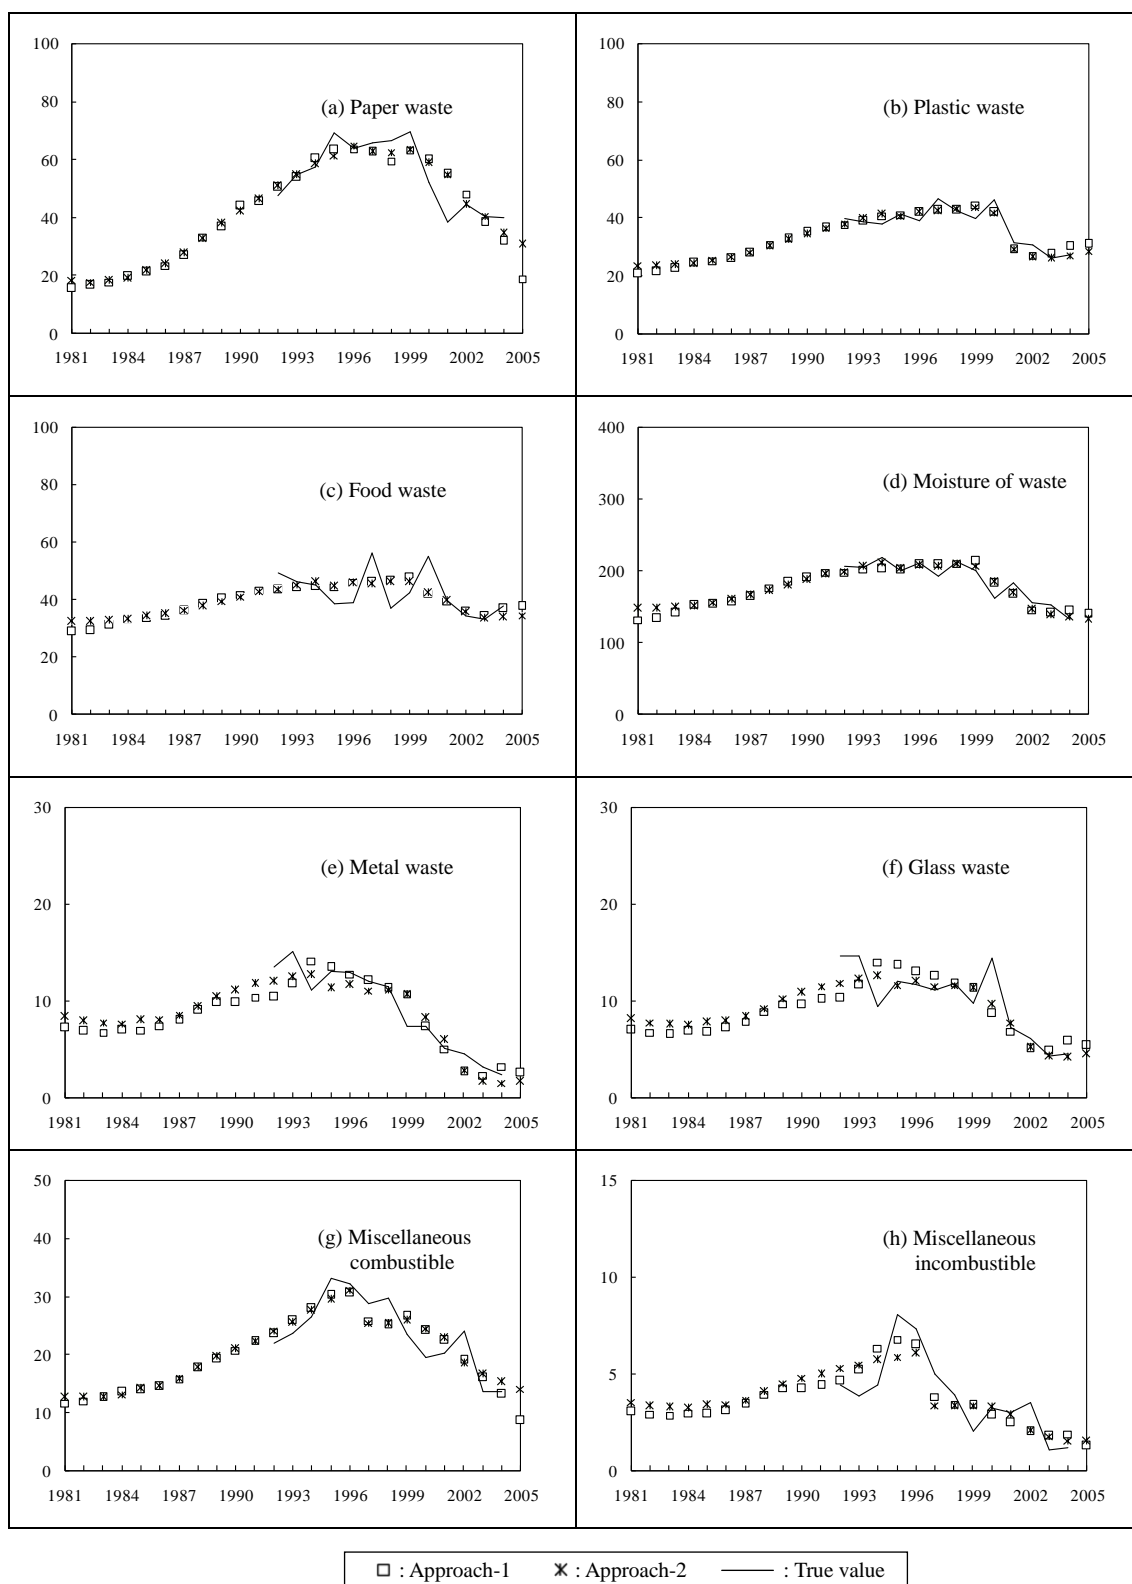 100
80
60
40
20
0
(a) Paper waste
1981 1984 1987 1990 1993 1996 1999 2002 2005
100
80
60
40
20
0
(b) Plastic waste
1981 1984 1987 1990 1993 1996 1999 2002 2005
100
80
60
40
20
0
(c) Food waste
1981 1984 1987 1990 1993 1996 1999 2002 2005
400
300
200
100
0
(d) Moisture of waste
1981 1984 1987 1990 1993 1996 1999 2002 2005
30
20
10
0
(e) Metal waste
1981 1984 1987 1990 1993 1996 1999 2002 2005
30
20
10
0
(f) Glass waste
1981 1984 1987 1990 1993 1996 1999 2002 2005
50
40
30
20
10
0
(g) Miscellaneous
combustible
1981 1984 1987 1990 1993 1996 1999 2002 2005
15
10
5
0
(h) Miscellaneous
incombustible
1981 1984 1987 1990 1993 1996 1999 2002 2005
: Approach-1 : Approach-2 : True value